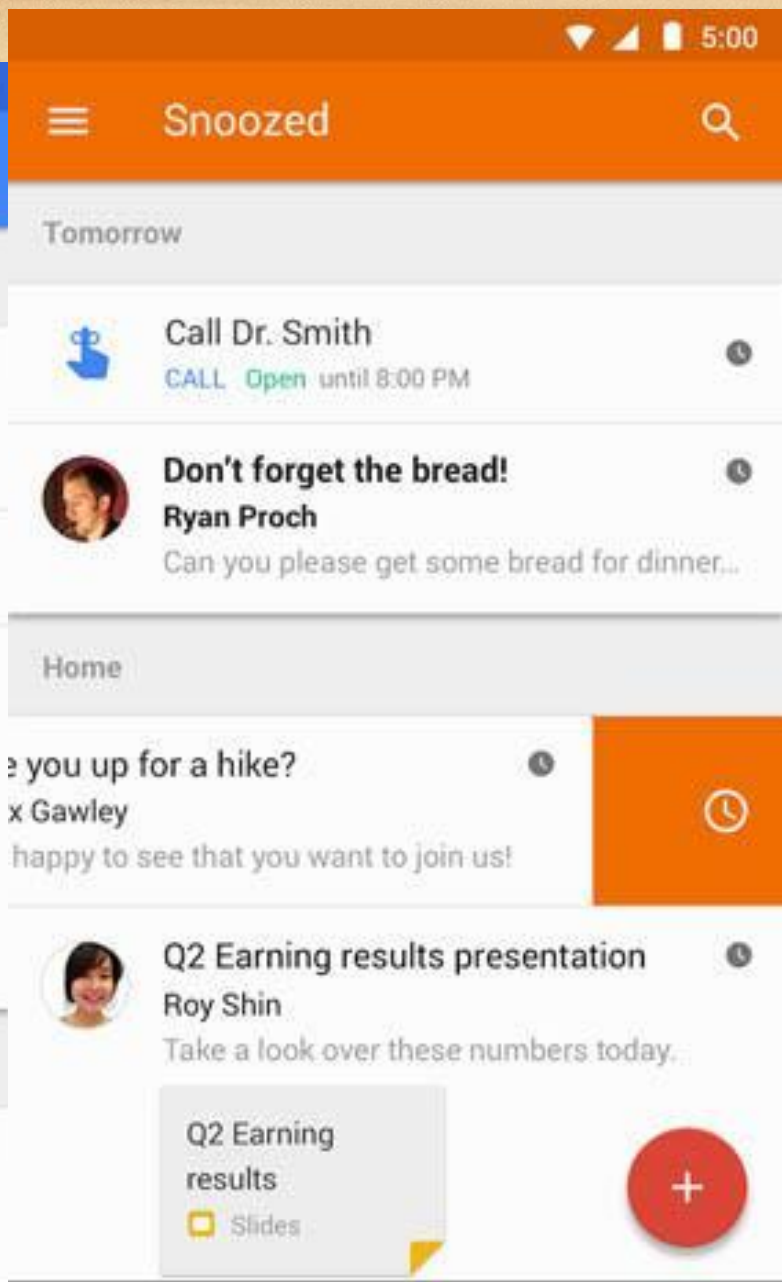 5:00
Snoozed
Tomorrow
Call Dr. Smith
CALL Open until 8:00 PM
Don't forget the bread!
Ryan Proch
Can you please get some bread for dinner...
Home
e you up for a hike?
x Gawley
happy to see that you want to join us!
Q2 Earning results presentation
Roy Shin
Take a look over these numbers today.
Q2 Earning
results
Slides